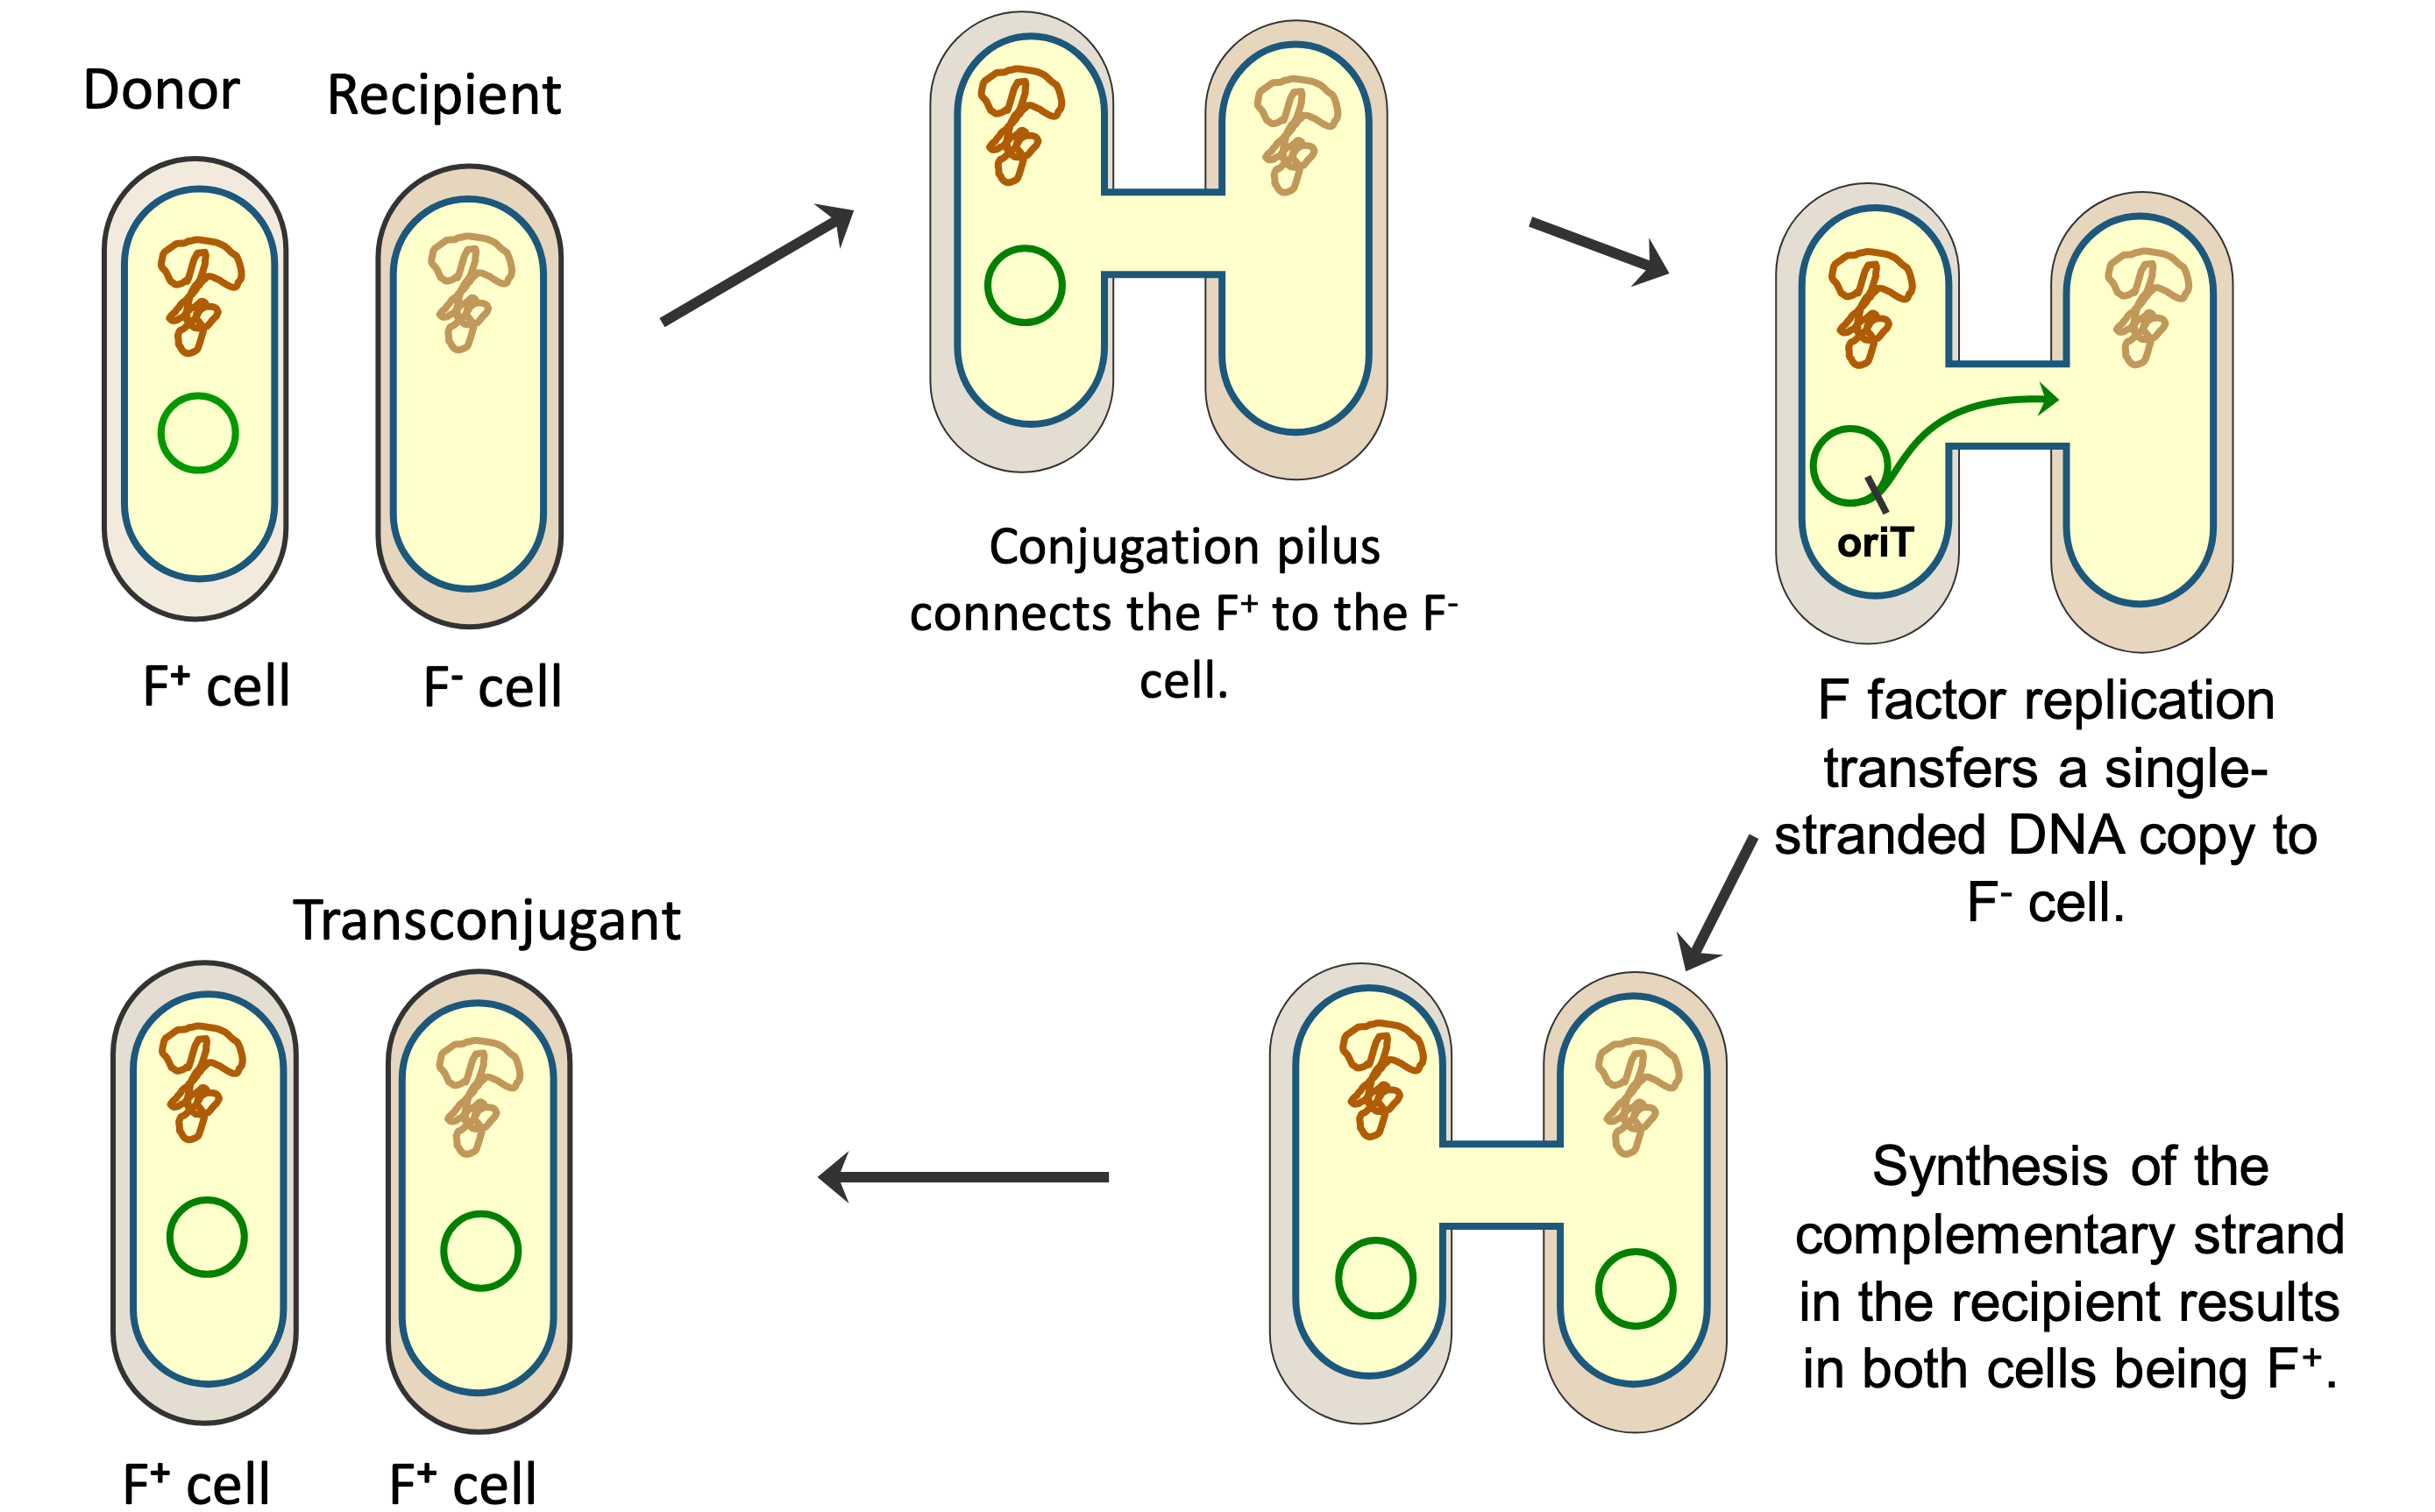 Donor
Recipient
F⁺ cell
F⁻ cell
Conjugation pilus
connects the F⁺ to the F⁻
cell.
oriT
F factor replication
transfers a single-
stranded DNA copy to
F⁻ cell.
Synthesis of the
complementary strand
in the recipient results
in both cells being F⁺.
Transconjugant
F⁺ cell
F⁺ cell